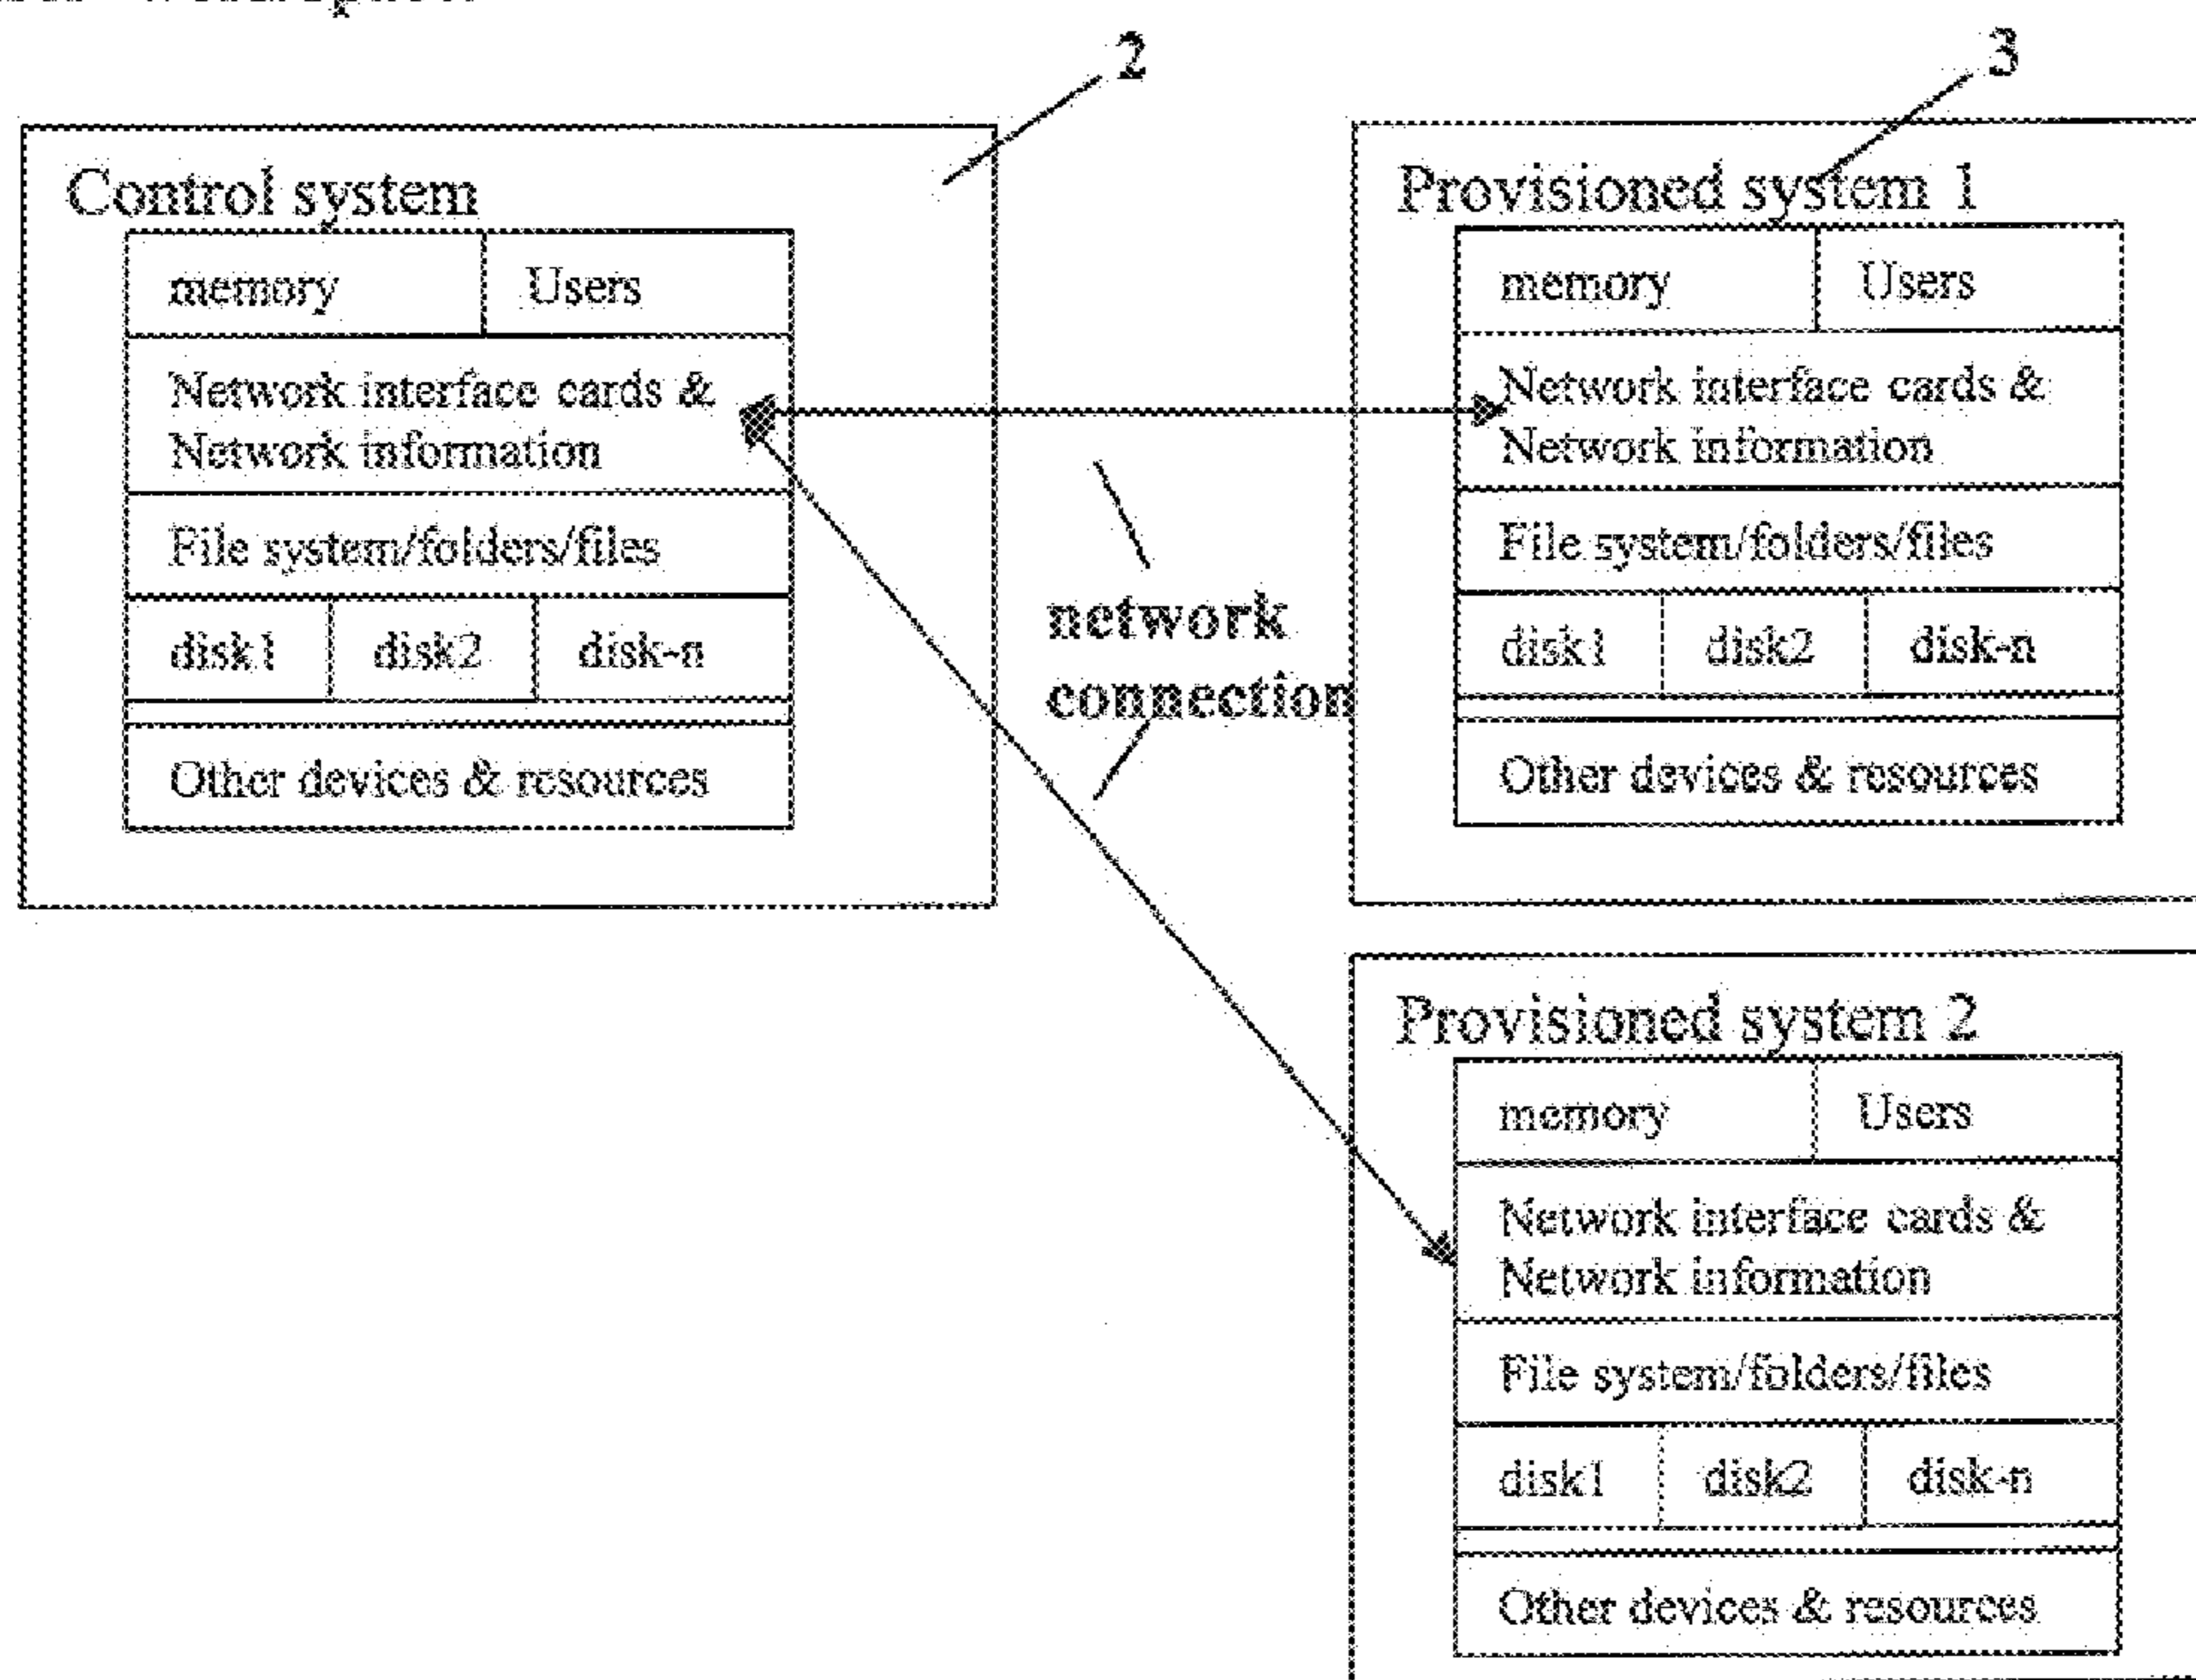 2
3
Control system
memory
Users
Network interface cards &
Network information
File system/folders/files
disk1
disk2
disk-n
Other devices & resources
network
connection
Provisioned system 1
memory
Users
Network interface cards &
Network information
File system/folders/files
disk1
disk2
disk-n
Other devices & resources
Provisioned system 2
memory
Users
Network interface cards &
Network information
File system/folders/files
disk1
disk2
disk-n
Other devices & resources